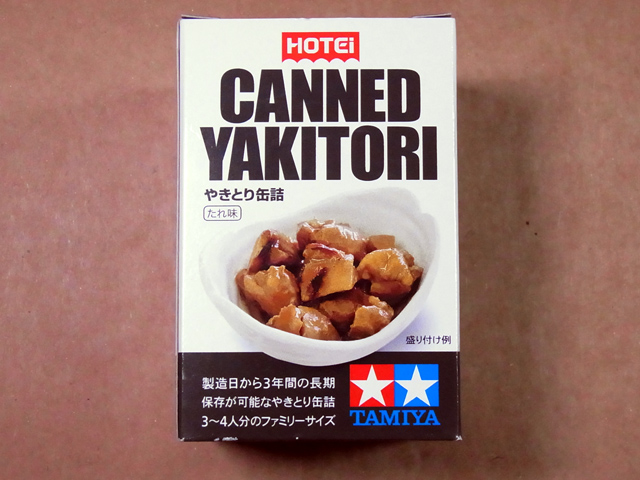 HOTEi
CANNED
YAKITORI
やきとり缶詰
たれ味
盛り付け例
製造日から3年間の長期
保存が可能なやきとり缶詰
3〜4人分のファミリーサイズ
TAMIYA